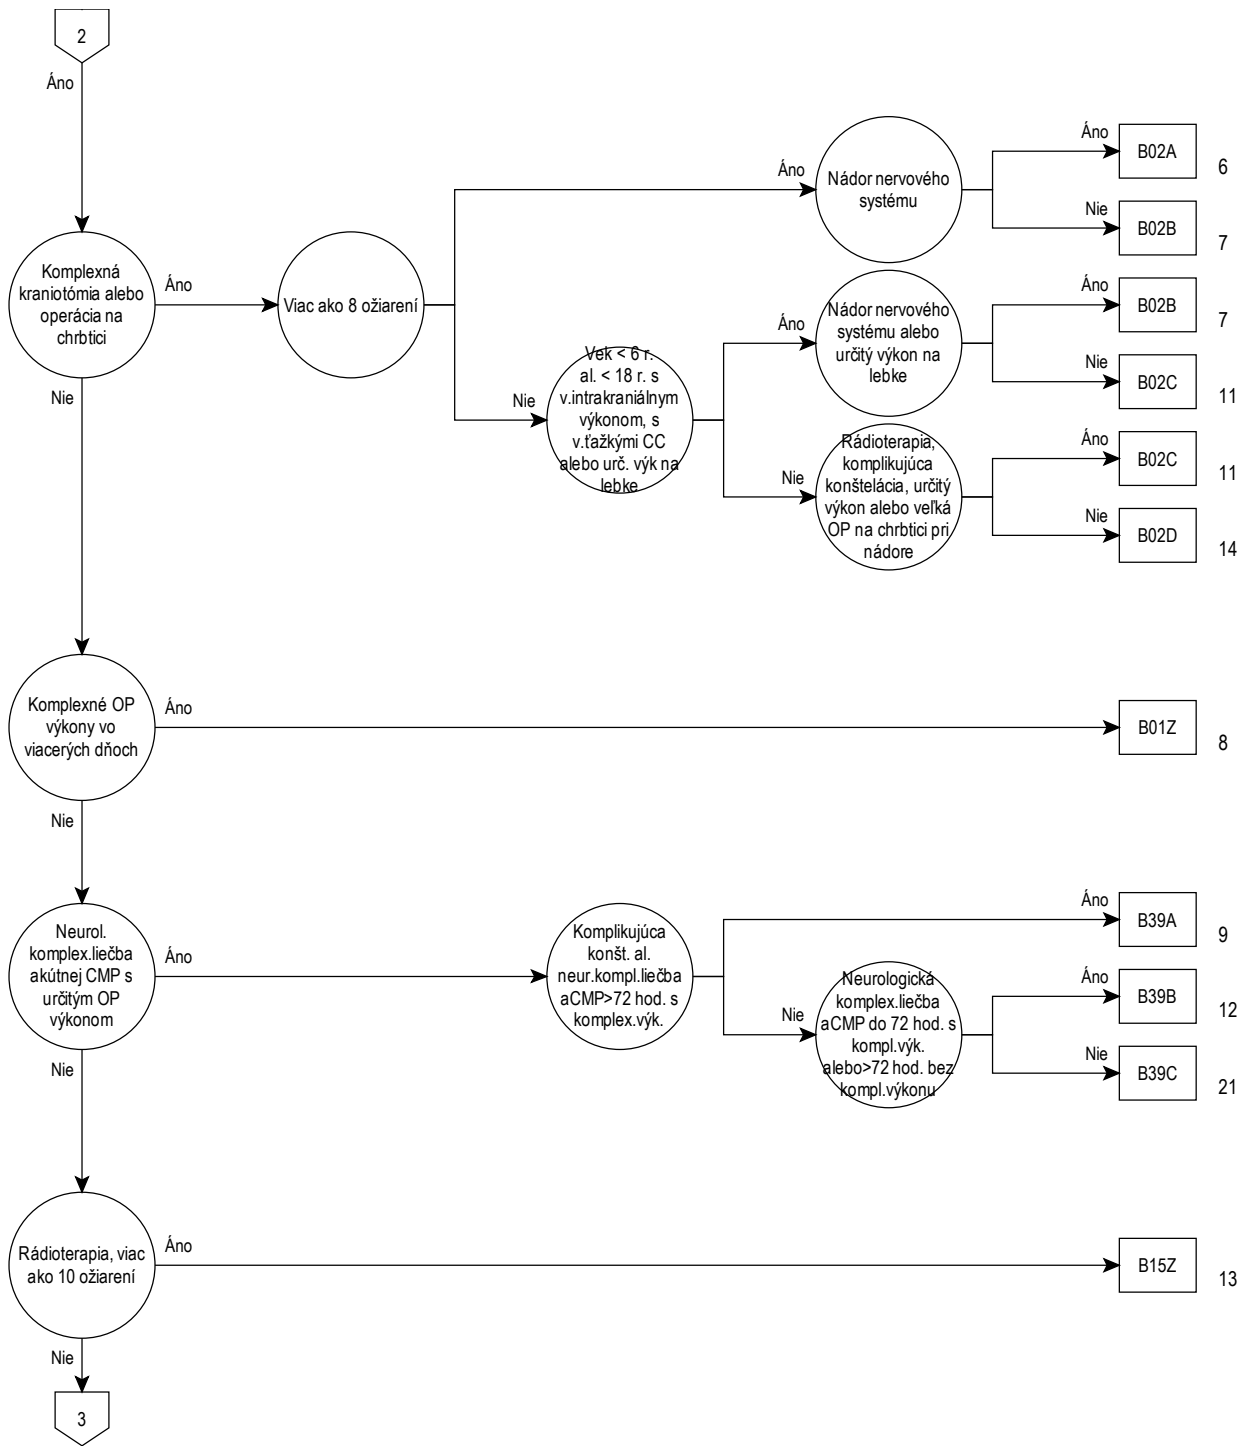 2
Áno
Komplexná
kraniotómia alebo
operácia na
chrbtici
Áno
Viac ako 8 ožiarení
Áno
Nádor nervového
systému
Áno
B02A
6
Nie
B02B
7
Nie
Vek < 6 r.
al. < 18 r. s
v.intrakraniálnym
výkonom, s
v.ťažkými CC
alebo urč. výk na
lebke
Áno
Nádor nervového
systému alebo
určitý výkon na
lebke
Áno
B02B
7
Nie
B02C
11
Nie
Rádioterapia,
komplikujúca
konštelácia, určitý
výkon alebo veľká
OP na chrbtici pri
nádore
Áno
B02C
11
Nie
B02D
14
Nie
Komplexné OP
výkony vo
viacerých dňoch
Áno
B01Z
8
Nie
Neurol.
komplex.liečba
akútnej CMP s
určitým OP
výkonom
Áno
Komplikujúca
konšt. al.
neur.kompl.liečba
aCMP>72 hod. s
komplex.výk.
Áno
B39A
9
Nie
Neurologická
komplex.liečba
aCMP do 72 hod. s
kompl.výk.
alebo>72 hod. bez
kompl.výkonu
Áno
B39B
12
Nie
B39C
21
Nie
Rádioterapia, viac
ako 10 ožiarení
Áno
B15Z
13
Nie
3